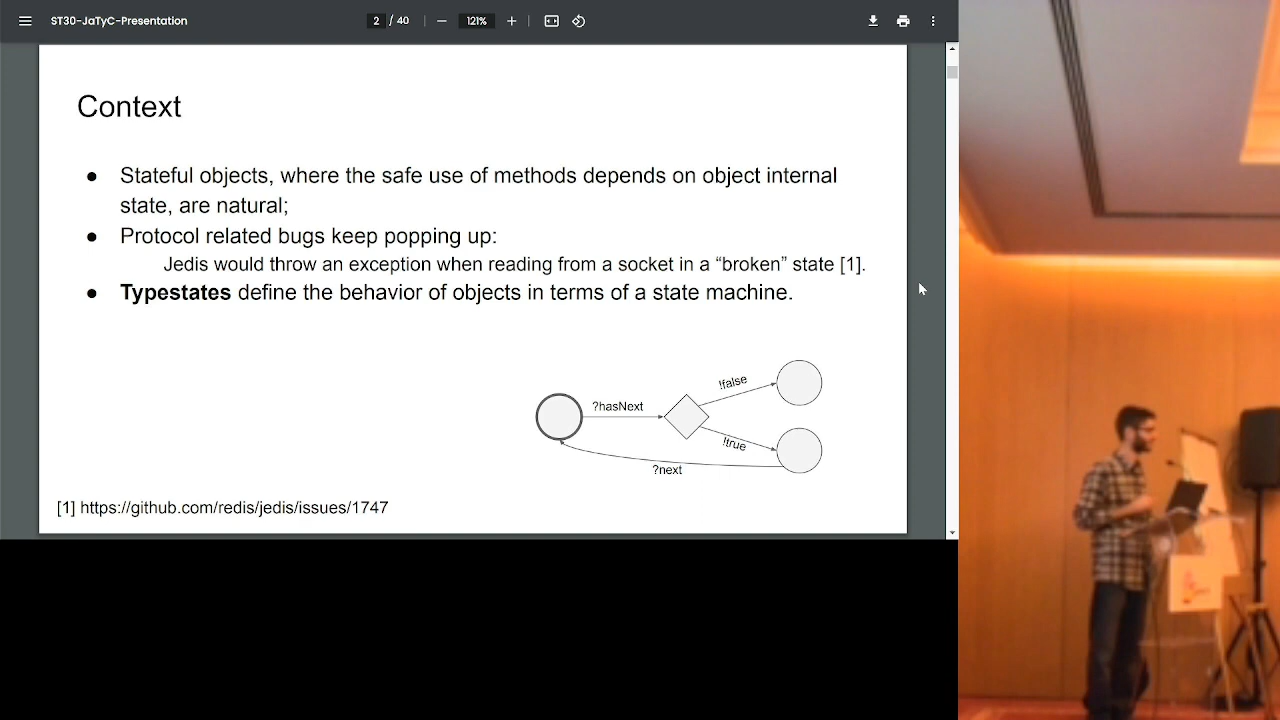 ST30-JaTyC-Presentation
2 / 40
121%
Context
● Stateful objects, where the safe use of methods depends on object internal
state, are natural;
● Protocol related bugs keep popping up:
Jedis would throw an exception when reading from a socket in a “broken” state [1].
● Typestates define the behavior of objects in terms of a state machine.
!false
?hasNext
!true
?next
[1] https://github.com/redis/jedis/issues/1747